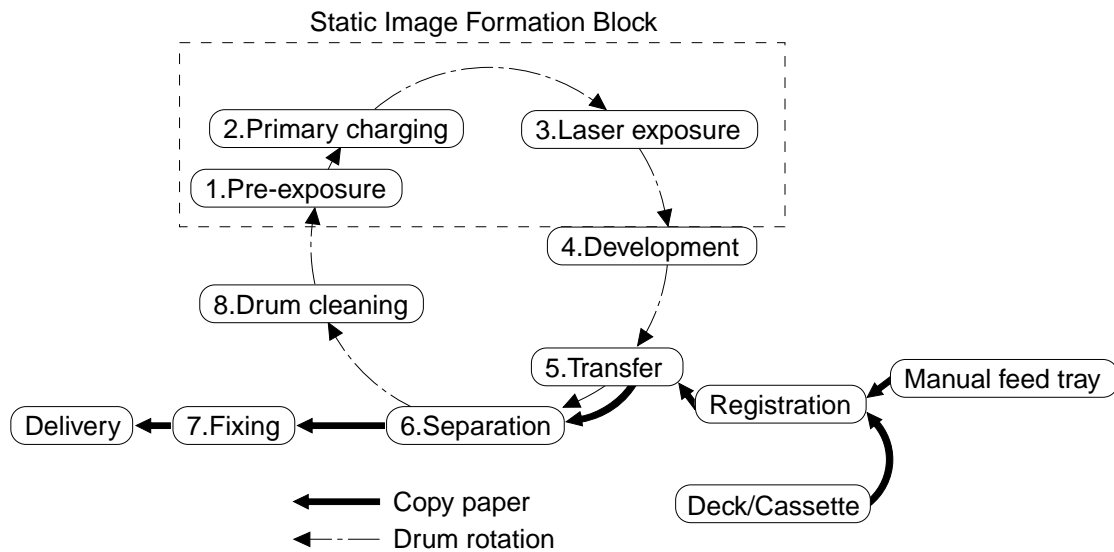 Static Image Formation Block
2.Primary charging
3.Laser exposure
1.Pre-exposure
4.Development
8.Drum cleaning
5.Transfer
Manual feed tray
Registration
Delivery
7.Fixing
6.Separation
Deck/Cassette
Copy paper
Drum rotation